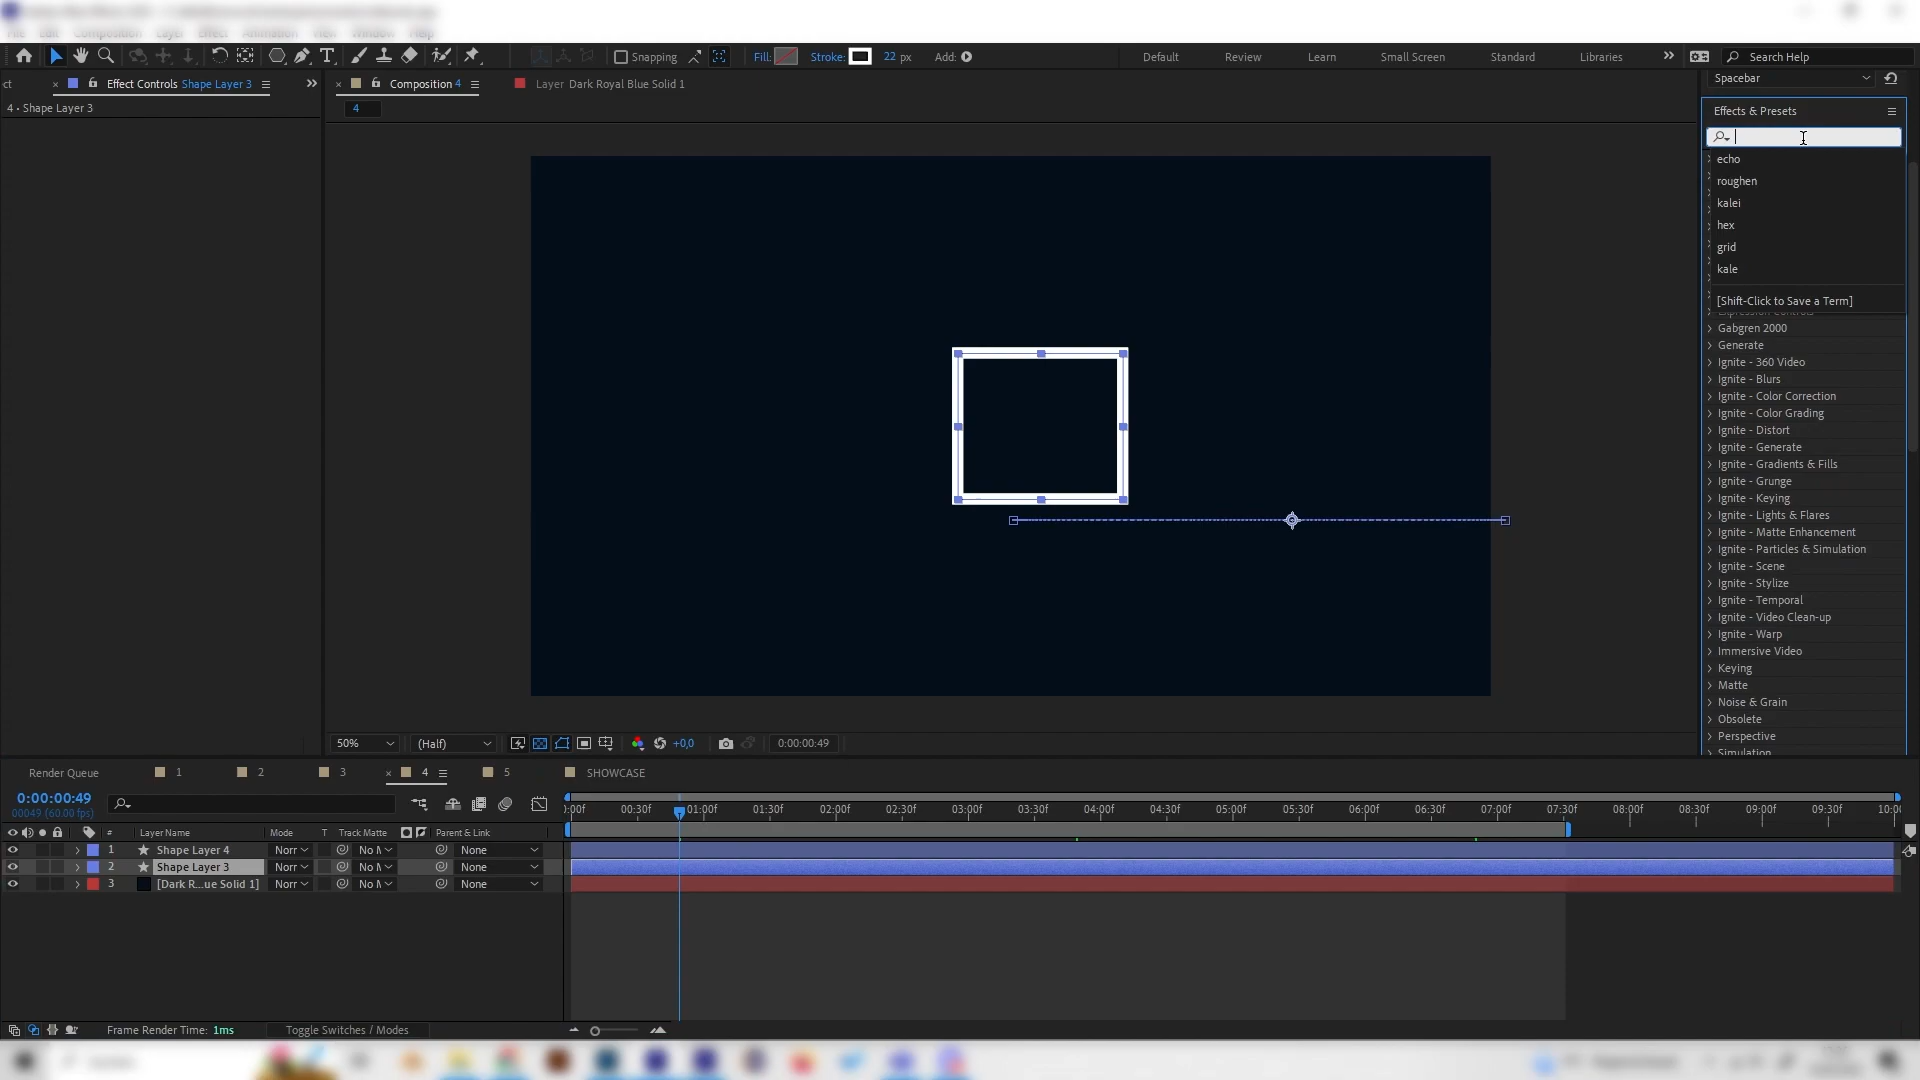 Snapping
Fill:
Stroke:
22 px
Add:
Default
Review
Learn
Small Screen
Standard
Libraries
Search Help
ct
Effect Controls Shape Layer 3
Composition 4
Layer Dark Royal Blue Solid 1
Spacebar
4 • Shape Layer 3
4
Effects & Presets
echo
roughen
kalei
hex
grid
kale
[Shift-Click to Save a Term]
Expression Controls
Gabgren 2000
Generate
Ignite - 360 Video
Ignite - Blurs
Ignite - Color Correction
Ignite - Color Grading
Ignite - Distort
Ignite - Generate
Ignite - Gradients & Fills
Ignite - Grunge
Ignite - Keying
Ignite - Lights & Flares
Ignite - Matte Enhancement
Ignite - Particles & Simulation
Ignite - Scene
Ignite - Stylize
Ignite - Temporal
Ignite - Video Clean-up
Ignite - Warp
Immersive Video
Keying
Matte
Noise & Grain
Obsolete
Perspective
Simulation
50%
(Half)
+0,0
0:00:00:49
Render Queue
1
2
3
4
5
SHOWCASE
0:00:00:49
00049 (60.00 fps)
:00f 00:30f 01:00f 01:30f 02:00f 02:30f 03:00f 03:30f 04:00f 04:30f 05:00f 05:30f 06:00f 06:30f 07:00f 07:30f 08:00f 08:30f 09:00f 09:30f 10:00
# Layer Name Mode T Track Matte Parent & Link
1 Shape Layer 4 Norr No M None
2 Shape Layer 3 Norr No M None
3 [Dark R...ue Solid 1] Norr No M None
Frame Render Time: 1ms
Toggle Switches / Modes